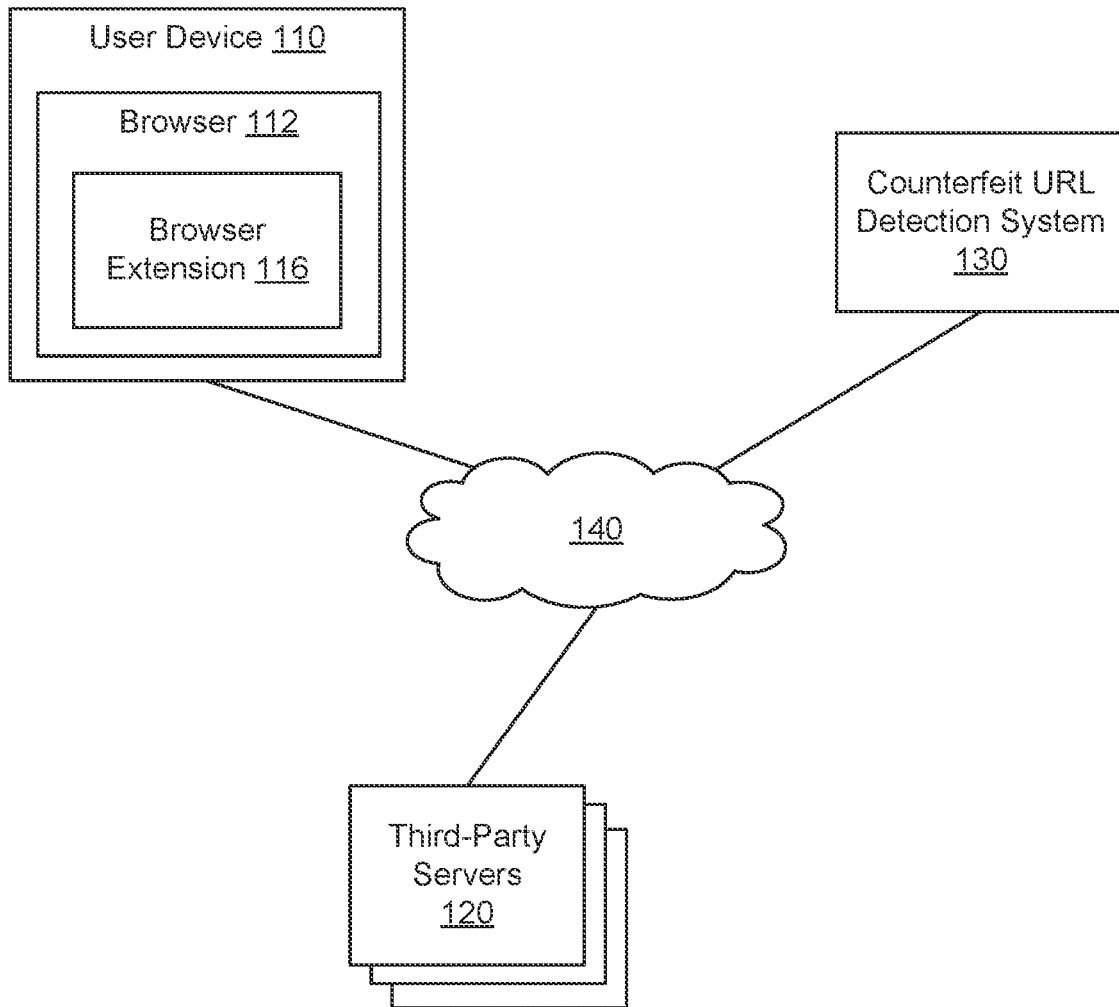 User Device 110
Browser 112
Browser
Extension 116
Counterfeit URL
Detection System
130
140
Third-Party
Servers
120